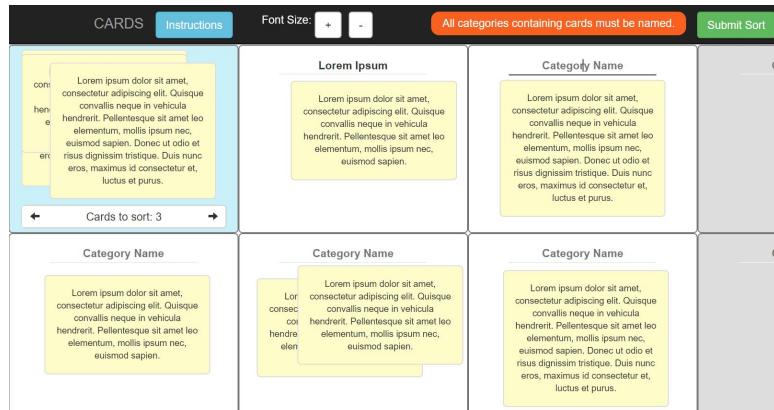 CARDS Instructions Font Size: + - All categories containing cards must be named. Submit Sort
Lorem ipsum dolor sit amet,
consectetur adipiscing elit. Quisque
convallis neque in vehicula
hendrerit. Pellentesque sit amet leo
elementum, mollis ipsum nec,
euismod sapien. Donec ut odio et
risus dignissim tristique. Duis nunc
eros, maximus id consectetur et,
luctus et purus.
Cards to sort: 3
Lorem Ipsum
Lorem ipsum dolor sit amet,
consectetur adipiscing elit. Quisque
convallis neque in vehicula
hendrerit. Pellentesque sit amet leo
elementum, mollis ipsum nec,
euismod sapien.
Category Name
Lorem ipsum dolor sit amet,
consectetur adipiscing elit. Quisque
convallis neque in vehicula
hendrerit. Pellentesque sit amet leo
elementum, mollis ipsum nec,
euismod sapien. Donec ut odio et
risus dignissim tristique. Duis nunc
eros, maximus id consectetur et,
luctus et purus.
Category Name
Lorem ipsum dolor sit amet,
consectetur adipiscing elit. Quisque
convallis neque in vehicula
hendrerit. Pellentesque sit amet leo
elementum, mollis ipsum nec,
euismod sapien.
Category Name
Lorem ipsum dolor sit amet,
consectetur adipiscing elit. Quisque
convallis neque in vehicula
hendrerit. Pellentesque sit amet leo
elementum, mollis ipsum nec,
euismod sapien.
Category Name
Lorem ipsum dolor sit amet,
consectetur adipiscing elit. Quisque
convallis neque in vehicula
hendrerit. Pellentesque sit amet leo
elementum, mollis ipsum nec,
euismod sapien. Donec ut odio et
risus dignissim tristique. Duis nunc
eros, maximus id consectetur et,
luctus et purus.